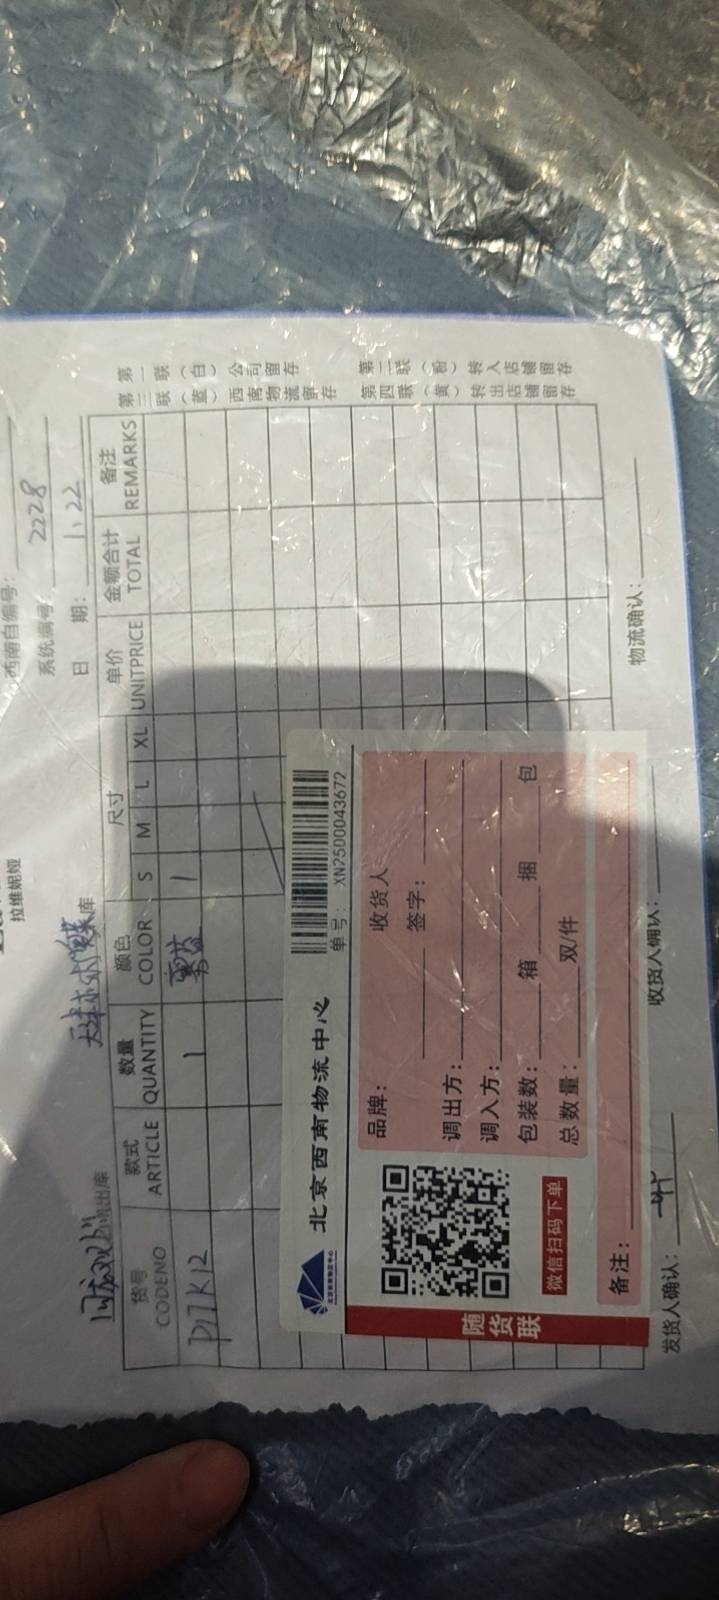 拉维妮娅
西南自编号：
系统编号：2228
出库
库
日 期：1.22
货号 款式 数量 颜色 尺寸 单价 金额合计 备注
CODENO ARTICLE QUANTITY COLOR S M L XL UNITPRICE TOTAL REMARKS
P17K12 1 1
第一联（白）公司留存
第二联（粉）转入店铺留存
第三联（蓝）西南物流留存
第四联（黄）转出店铺留存
北京西南物流中心
单号： XN2500043672
品牌： 收货人
签字：
调出方：
调入方：
包装数： 箱 捆 包
总数量： 双/件
备注：
微信扫码下单
随货联
发货人确认： 收货人确认： 物流确认：